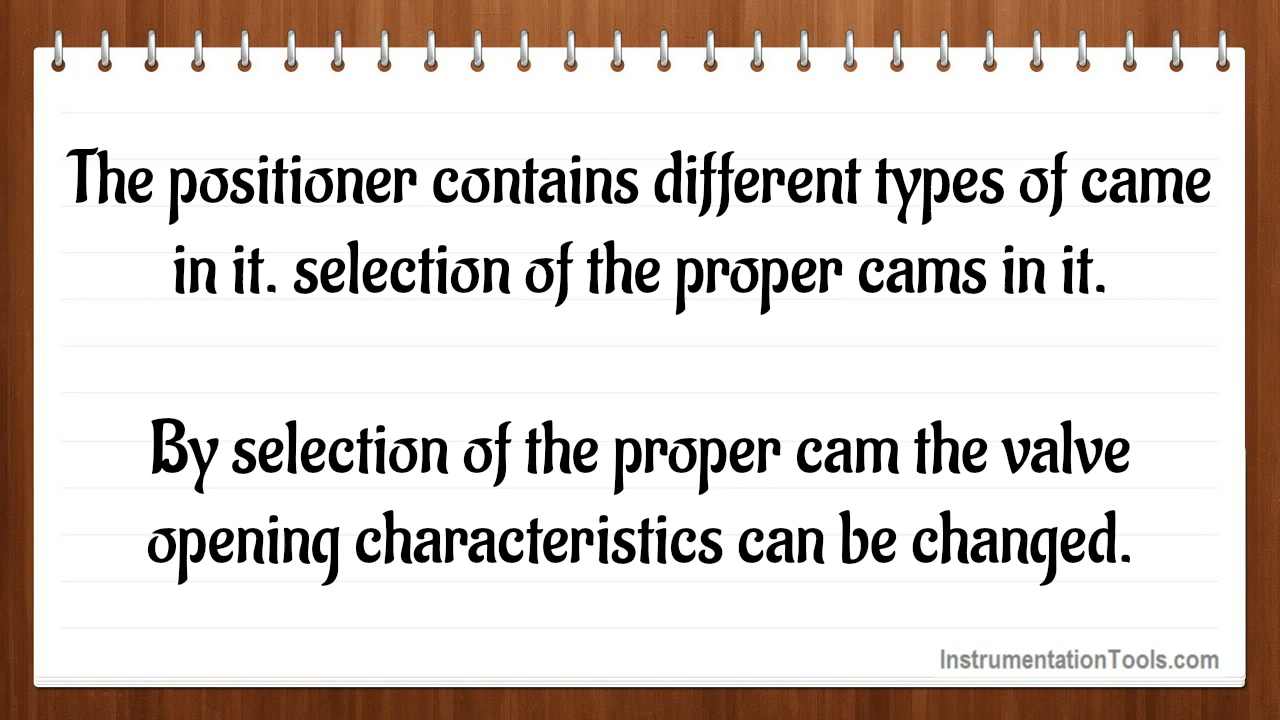 The positioner contains different types of came
in it. selection of the proper cams in it.
By selection of the proper cam the valve
opening characteristics can be changed.
InstrumentationTools.com